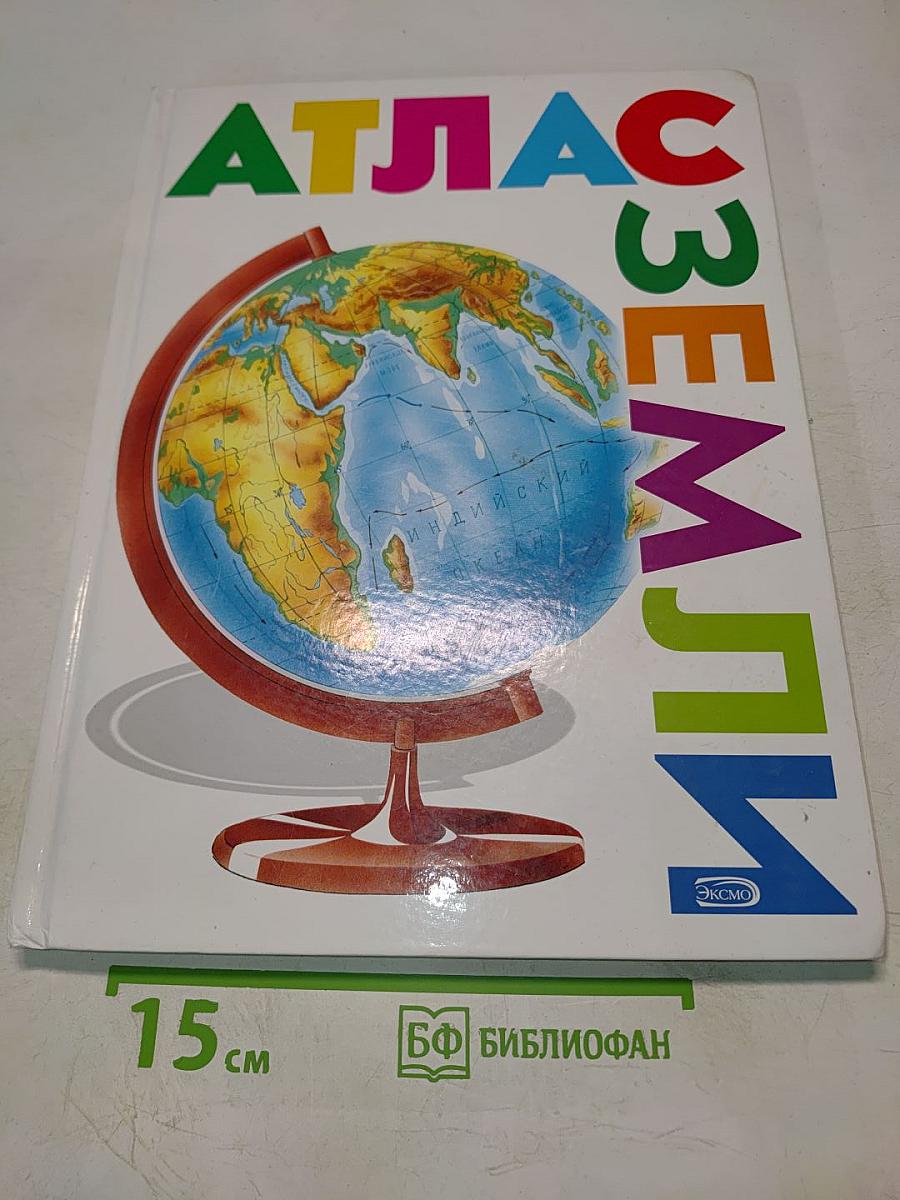 АТЛАС
ЗЕМЛИ
ИНДИЙСКИЙ
ОКЕАН
ЭКСМО
15 см
БФ БИБЛИОФАН